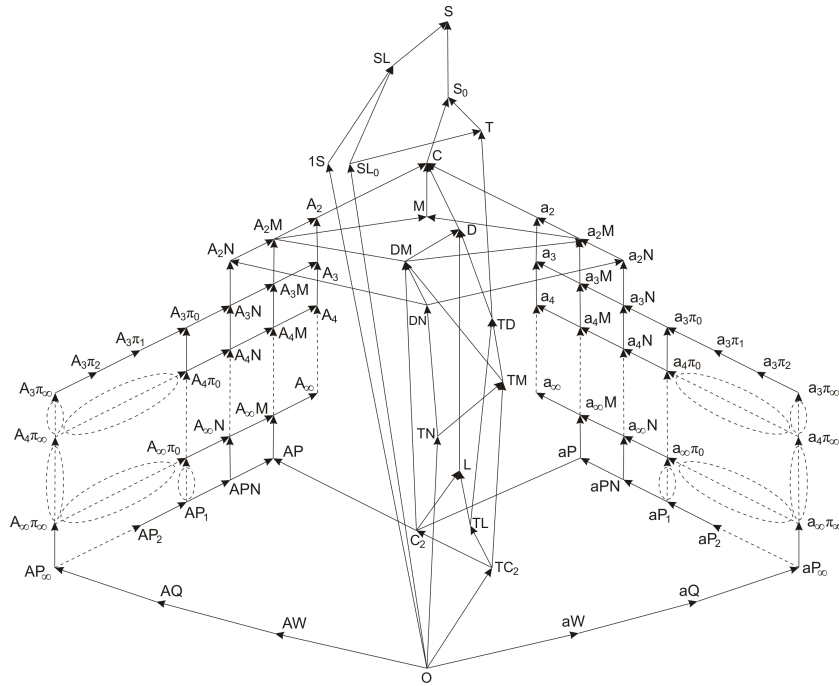 S
SL
S₀
T
1S
SL₀
C
A₂
M
a₂
A₂M
D
a₂M
A₂N
DM
a₂N
A₃
a₃
A₃M
a₃M
A₃N
DN
a₃N
A₄
a₄
A₃π₀
A₄M
TD
a₄M
a₃π₀
A₃π₁
A₄N
a₄N
a₃π₁
A₃π₂
A₄π₀
a₄π₀
a₃π₂
A₃π∞
A∞
TM
a∞
a₃π∞
A∞M
a∞M
A₄π∞
A∞N
TN
a∞N
a₄π∞
A∞π₀
AP
L
aP
a∞π₀
APN
aPN
AP₁
aP₁
A∞π∞
AP₂
C₂
TL
aP₂
a∞π∞
AP∞
TC₂
aP∞
AQ
aQ
AW
aW
O